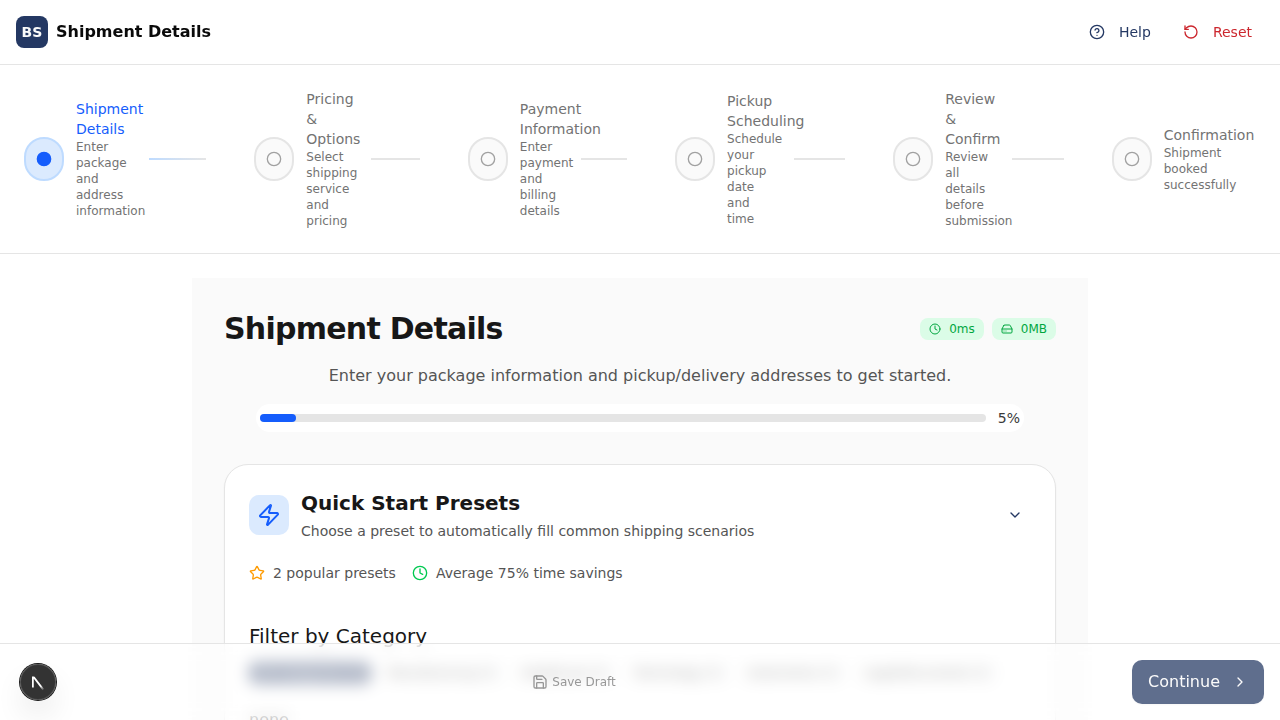 BS Shipment Details
Help
Reset
Shipment
Details
Enter
package
and
address
information
Pricing
&
Options
Select
shipping
service
and
pricing
Payment
Information
Enter
payment
and
billing
details
Pickup
Scheduling
Schedule
your
pickup
date
and
time
Review
&
Confirm
Review
all
details
before
submission
Confirmation
Shipment
booked
successfully
Shipment Details
0ms
0MB
Enter your package information and pickup/delivery addresses to get started.
5%
Quick Start Presets
Choose a preset to automatically fill common shipping scenarios
2 popular presets
Average 75% time savings
Filter by Category
Save Draft
Continue
none